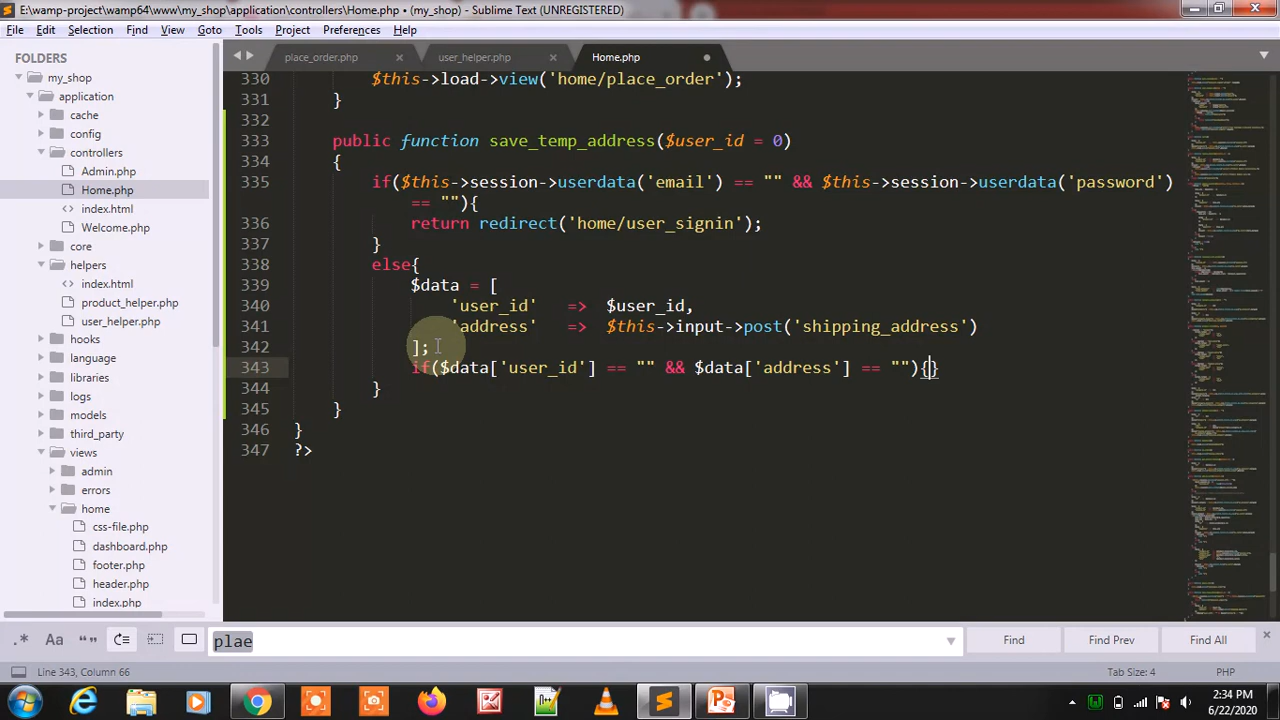 E:\wamp-project\wamp64\www\my_shop\application\controllers\Home.php • (my_shop) - Sublime Text (UNREGISTERED)
File Edit Selection Find View Goto Tools Project Preferences Help
FOLDERS
my_shop
application
cache
config
controllers
Admin.php
Home.php
index.html
Welcome.php
core
helpers
index.html
product_helper.php
user_helper.php
hooks
language
libraries
logs
models
third_party
views
admin
errors
home
css-file.php
dashboard.php
footer.php
header.php
index.php
place_order.php
user_helper.php
Home.php
330 $this->load->view('home/place_order');
331 }
332
333 public function save_temp_address($user_id = 0)
334
335 if($this->session->userdata('email') == "" && $this->session->userdata('password')
== ""){
336 return redirect('home/user_signin');
337 }
338 else{
339 $data = [
340 'user_id' => $user_id,
341 'address => $this->input->post('shipping_address')
342 ];
343 if($data['user_id'] == "" && $data['address'] == ""){}
344 }
345 }
346 }
347 ?>
.* Aa “”
plae
Find Find Prev Find All
Line 343, Column 66
Tab Size: 4 PHP
2:34 PM
6/22/2020